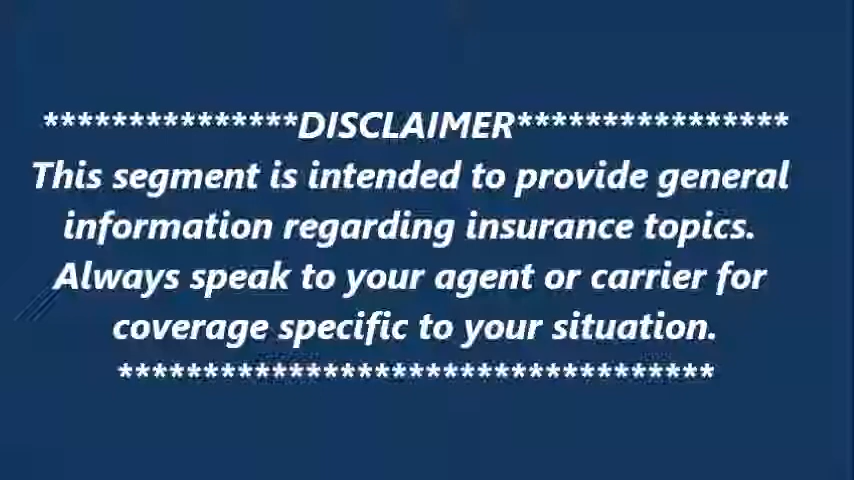 ***************DISCLAIMER****************
This segment is intended to provide general
information regarding insurance topics.
Always speak to your agent or carrier for
coverage specific to your situation.
***********************************